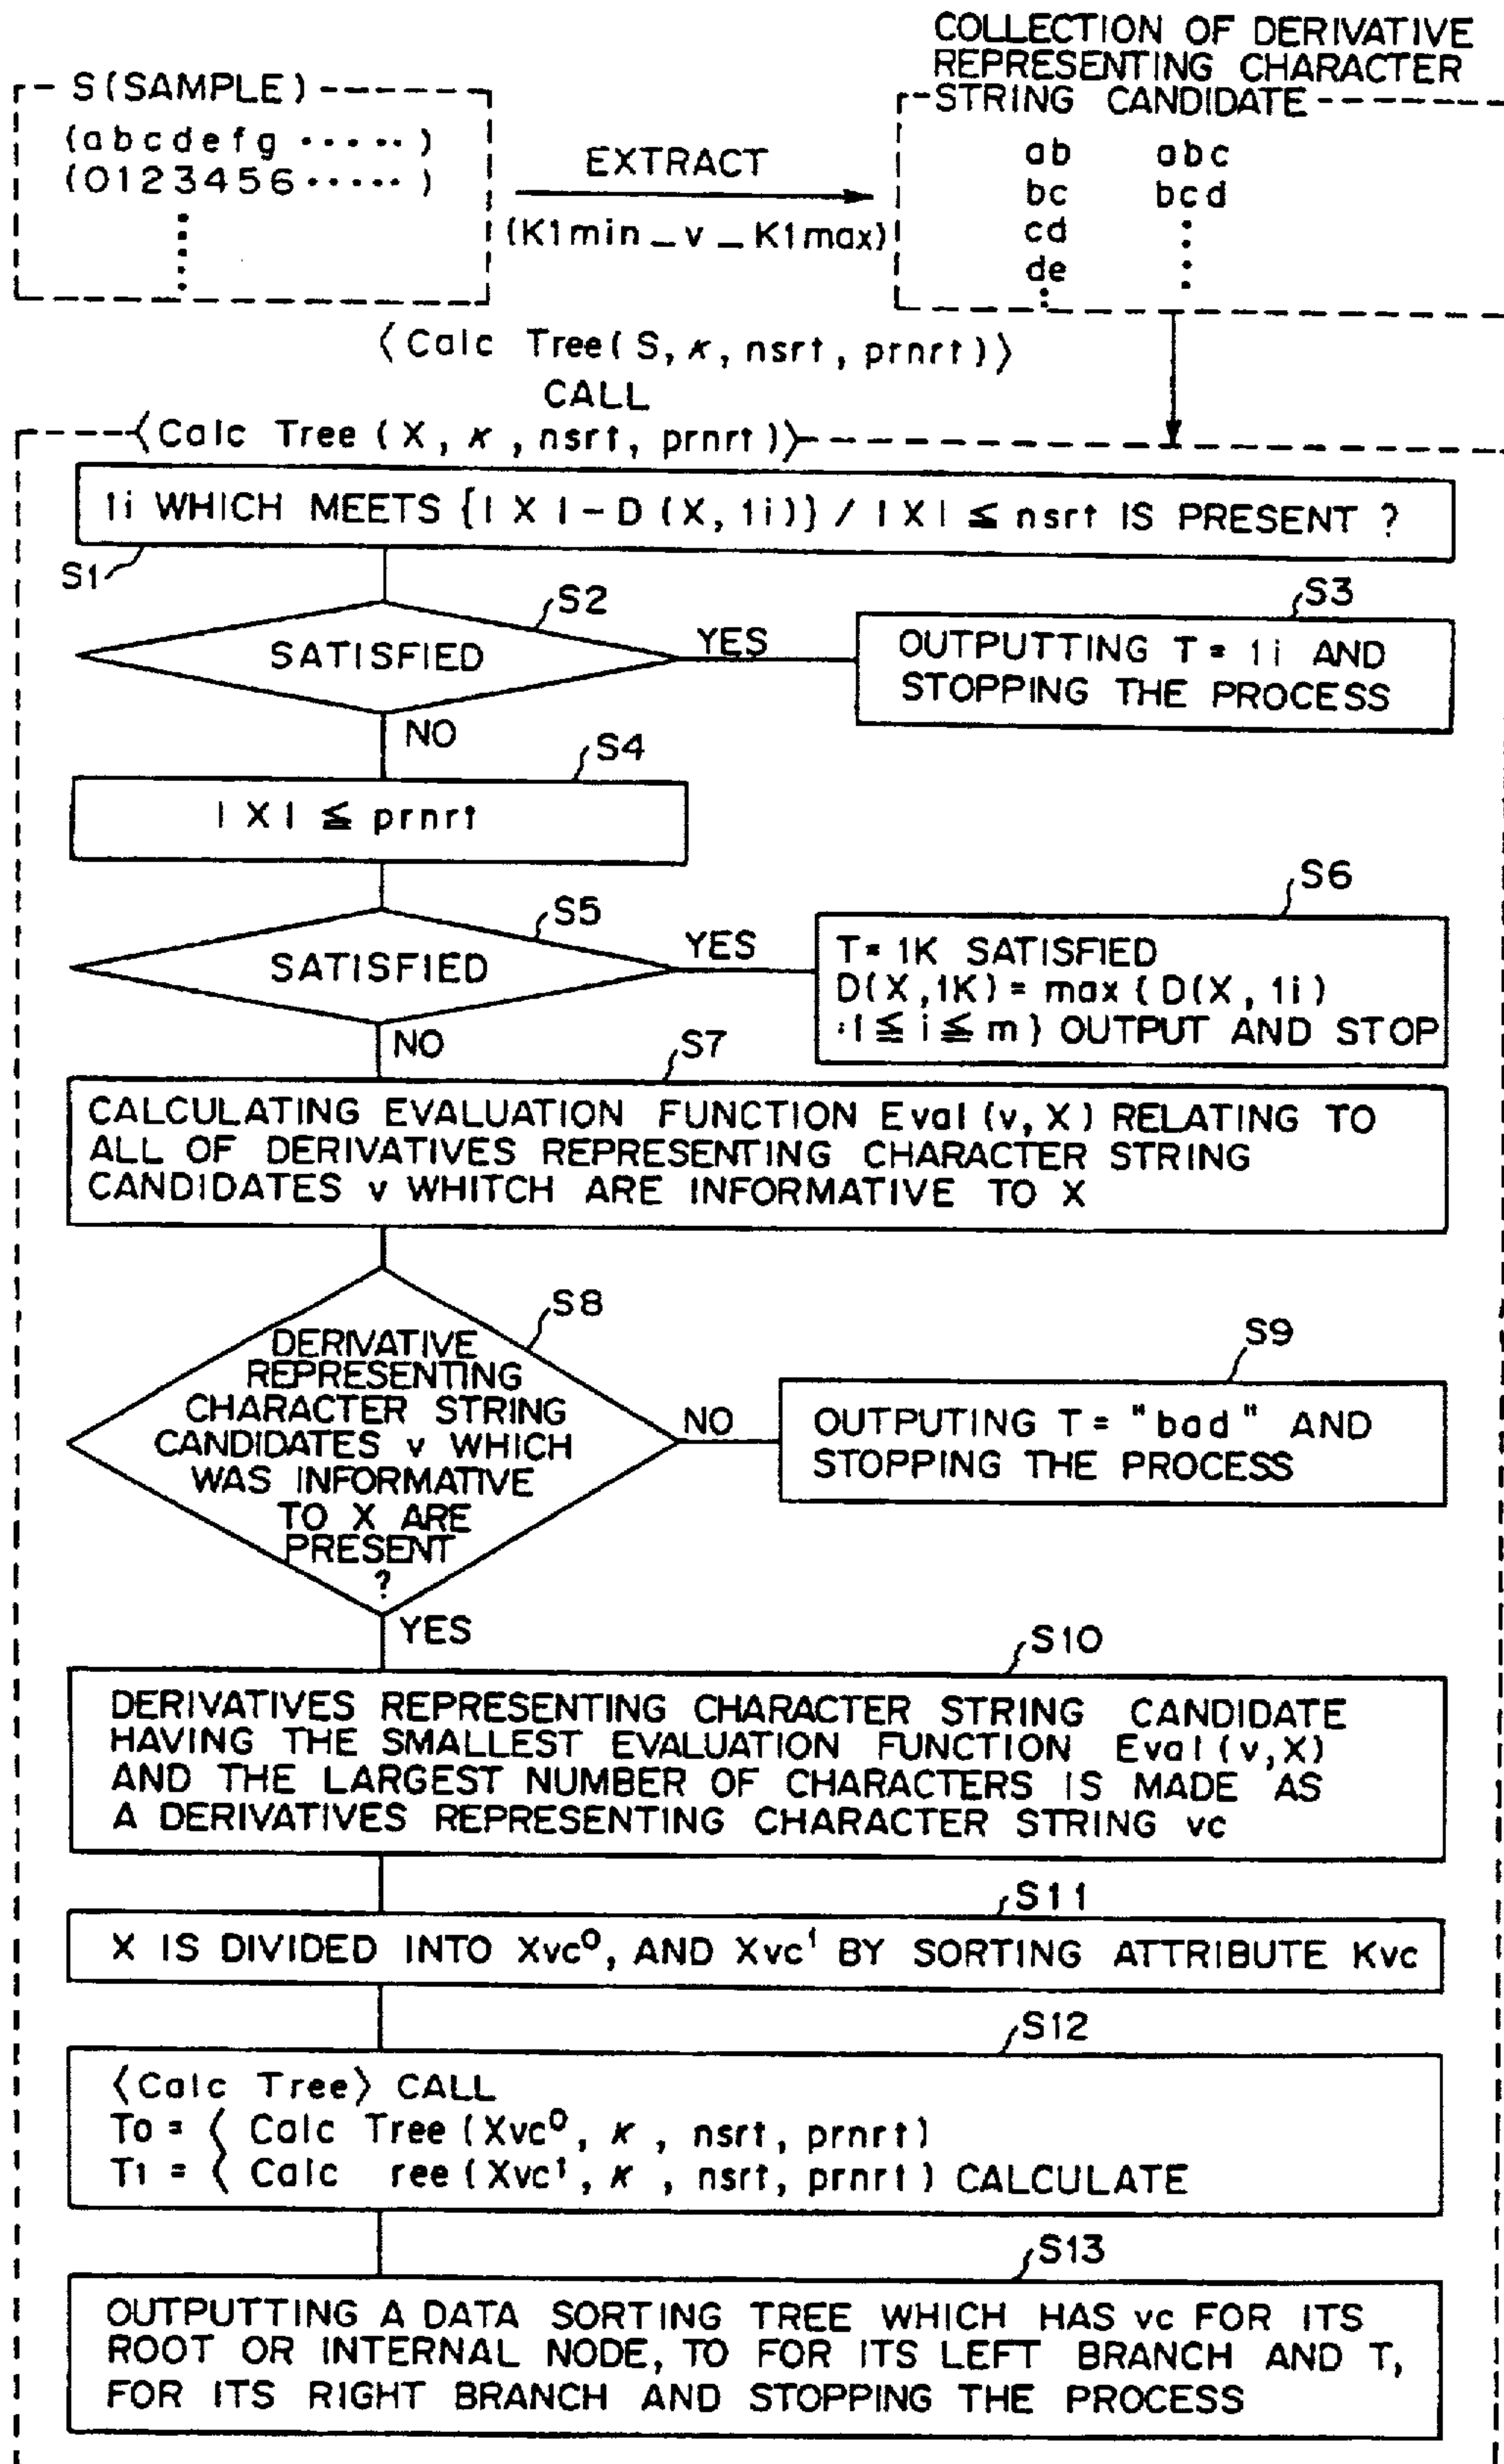 COLLECTION OF DERIVATIVE
REPRESENTING CHARACTER
STRING CANDIDATE
S(SAMPLE)
(abcdefg ·····)
(0123456·····)
EXTRACT
(K1min_v_K1max)
ab abc
bc bcd
cd
de
⟨Calc Tree(S, κ, nsrt, prnrt)⟩
CALL
⟨Calc Tree (X, κ, nsrt, prnrt)⟩
1i WHICH MEETS {|X|-D(X,1i)}/|X| ≦ nsrt IS PRESENT ?
S1
S2
SATISFIED
YES
S3
OUTPUTTING T = 1i AND
STOPPING THE PROCESS
NO
S4
|X| ≦ prnrt
S5
SATISFIED
YES
S6
T = 1K SATISFIED
D(X,1K) = max {D(X,1i)
:1 ≦ i ≦ m} OUTPUT AND STOP
NO
S7
CALCULATING EVALUATION FUNCTION Eval(v,X) RELATING TO
ALL OF DERIVATIVES REPRESENTING CHARACTER STRING
CANDIDATES v WHITCH ARE INFORMATIVE TO X
S8
DERIVATIVE
REPRESENTING
CHARACTER STRING
CANDIDATES v WHICH
WAS INFORMATIVE
TO X ARE
PRESENT
?
NO
S9
OUTPUTING T = "bad" AND
STOPPING THE PROCESS
YES
S10
DERIVATIVES REPRESENTING CHARACTER STRING CANDIDATE
HAVING THE SMALLEST EVALUATION FUNCTION Eval(v,X)
AND THE LARGEST NUMBER OF CHARACTERS IS MADE AS
A DERIVATIVES REPRESENTING CHARACTER STRING vc
S11
X IS DIVIDED INTO Xvc⁰, AND Xvc¹ BY SORTING ATTRIBUTE Kvc
S12
⟨Calc Tree⟩ CALL
To = ⟨ Calc Tree (Xvc⁰, κ, nsrt, prnrt)
T1 = ⟨ Calc ree (Xvc¹, κ, nsrt, prnrt) CALCULATE
S13
OUTPUTTING A DATA SORTING TREE WHICH HAS vc FOR ITS
ROOT OR INTERNAL NODE, TO FOR ITS LEFT BRANCH AND T,
FOR ITS RIGHT BRANCH AND STOPPING THE PROCESS